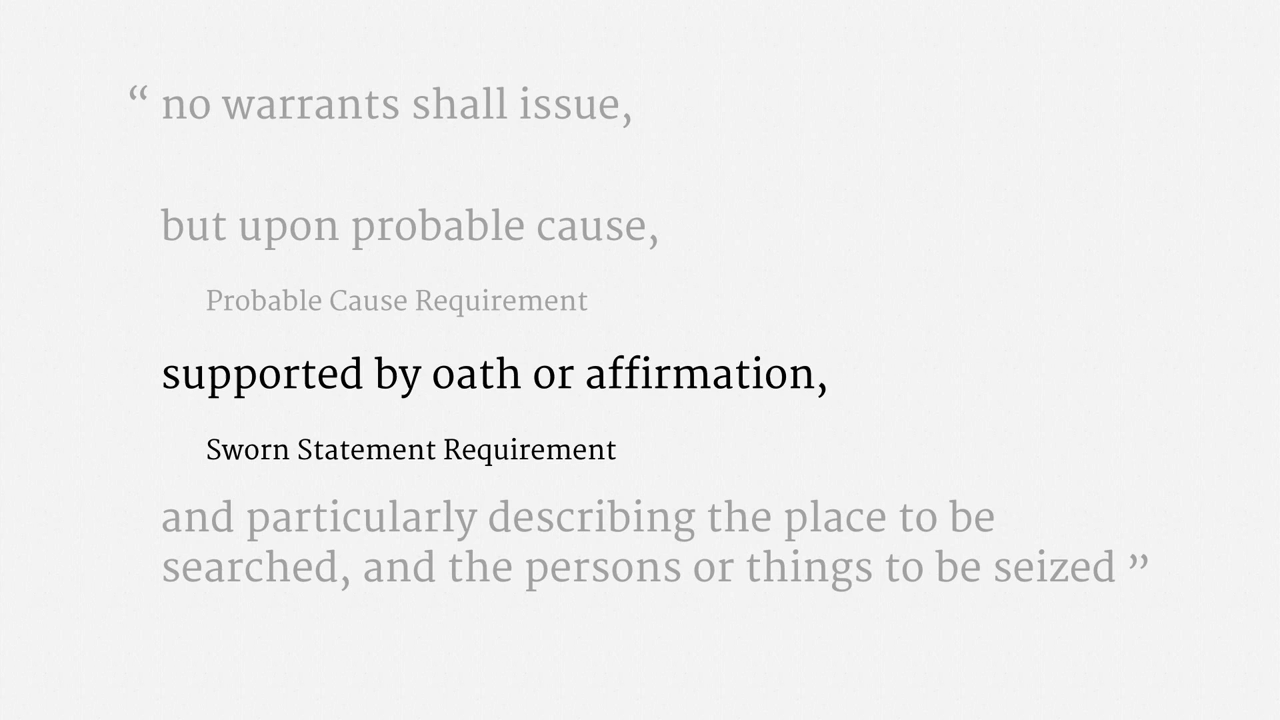 “ no warrants shall issue,
but upon probable cause,
Probable Cause Requirement
supported by oath or affirmation,
Sworn Statement Requirement
and particularly describing the place to be
searched, and the persons or things to be seized ”